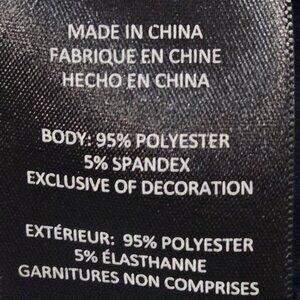 MADE IN CHINA
FABRIQUE EN CHINE
HECHO EN CHINA
BODY: 95% POLYESTER
5% SPANDEX
EXCLUSIVE OF DECORATION
EXTÉRIEUR: 95% POLYESTER
5% ÉLASTHANNE
GARNITURES NON COMPRISES